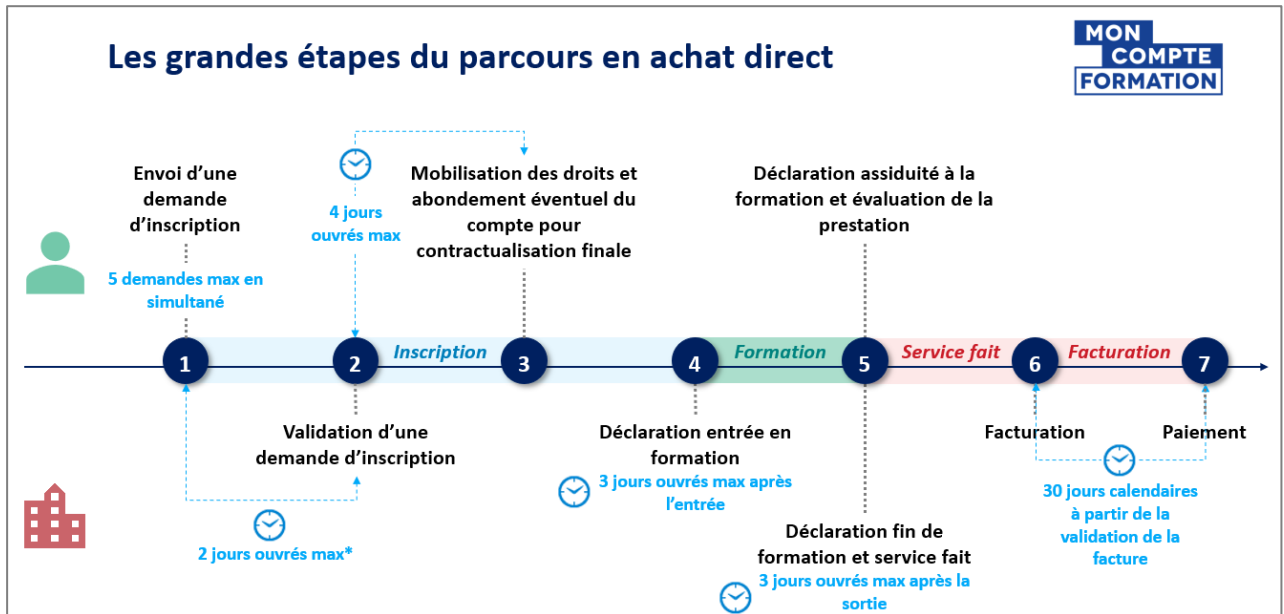 Les grandes étapes du parcours en achat direct
MON
COMPTE
FORMATION
Envoi d’une
demande
d’inscription
5 demandes max en
simultané
4 jours
ouvrés max
Mobilisation des droits et
abondement éventuel du
compte pour
contractualisation finale
Déclaration assiduité à la
formation et évaluation de la
prestation
1
2
Inscription
3
4
Formation
5
Service fait
6
Facturation
7
Validation d’une
demande d’inscription
2 jours ouvrés max*
Déclaration entrée en
formation
3 jours ouvrés max après
l’entrée
Déclaration fin de
formation et service fait
3 jours ouvrés max après la
sortie
Facturation
Paiement
30 jours calendaires
à partir de la
validation de la
facture